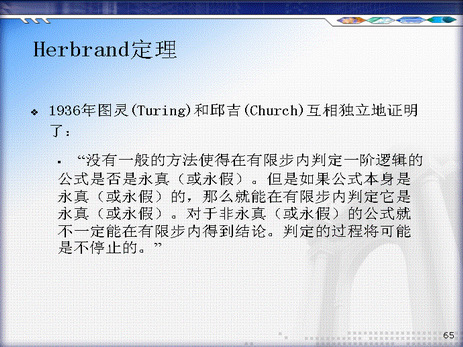 Herbrand定理
❖ 1936年图灵(Turing)和邱吉(Church)互相独立地证明
了：
• “没有一般的方法使得在有限步内判定一阶逻辑的
公式是否是永真（或永假）。但是如果公式本身是
永真（或永假）的，那么就能在有限步内判定它是
永真（或永假）。对于非永真（或永假）的公式就
不一定能在有限步内得到结论。判定的过程将可能
是不停止的。”
65